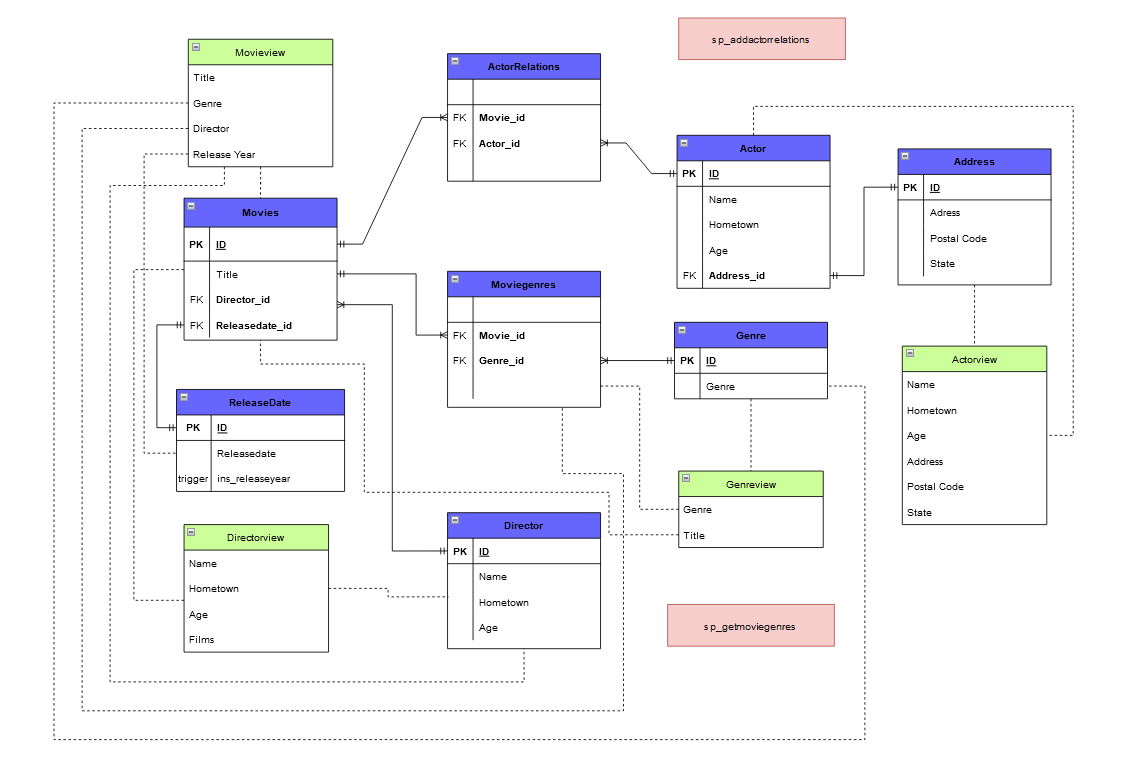 Movieview
Title
Genre
Director
Release Year
ActorRelations
FK Movie_id
FK Actor_id
sp_addactorrelations
Actor
PK ID
Name
Hometown
Age
FK Address_id
Address
PK ID
Adress
Postal Code
State
Movies
PK ID
Title
FK Director_id
FK Releasedate_id
Moviegenres
FK Movie_id
FK Genre_id
Genre
PK ID
Genre
Actorview
Name
Hometown
Age
Address
Postal Code
State
ReleaseDate
PK ID
Releasedate
trigger ins_releaseyear
Genreview
Genre
Title
Directorview
Name
Hometown
Age
Films
Director
PK ID
Name
Hometown
Age
sp_getmoviegenres